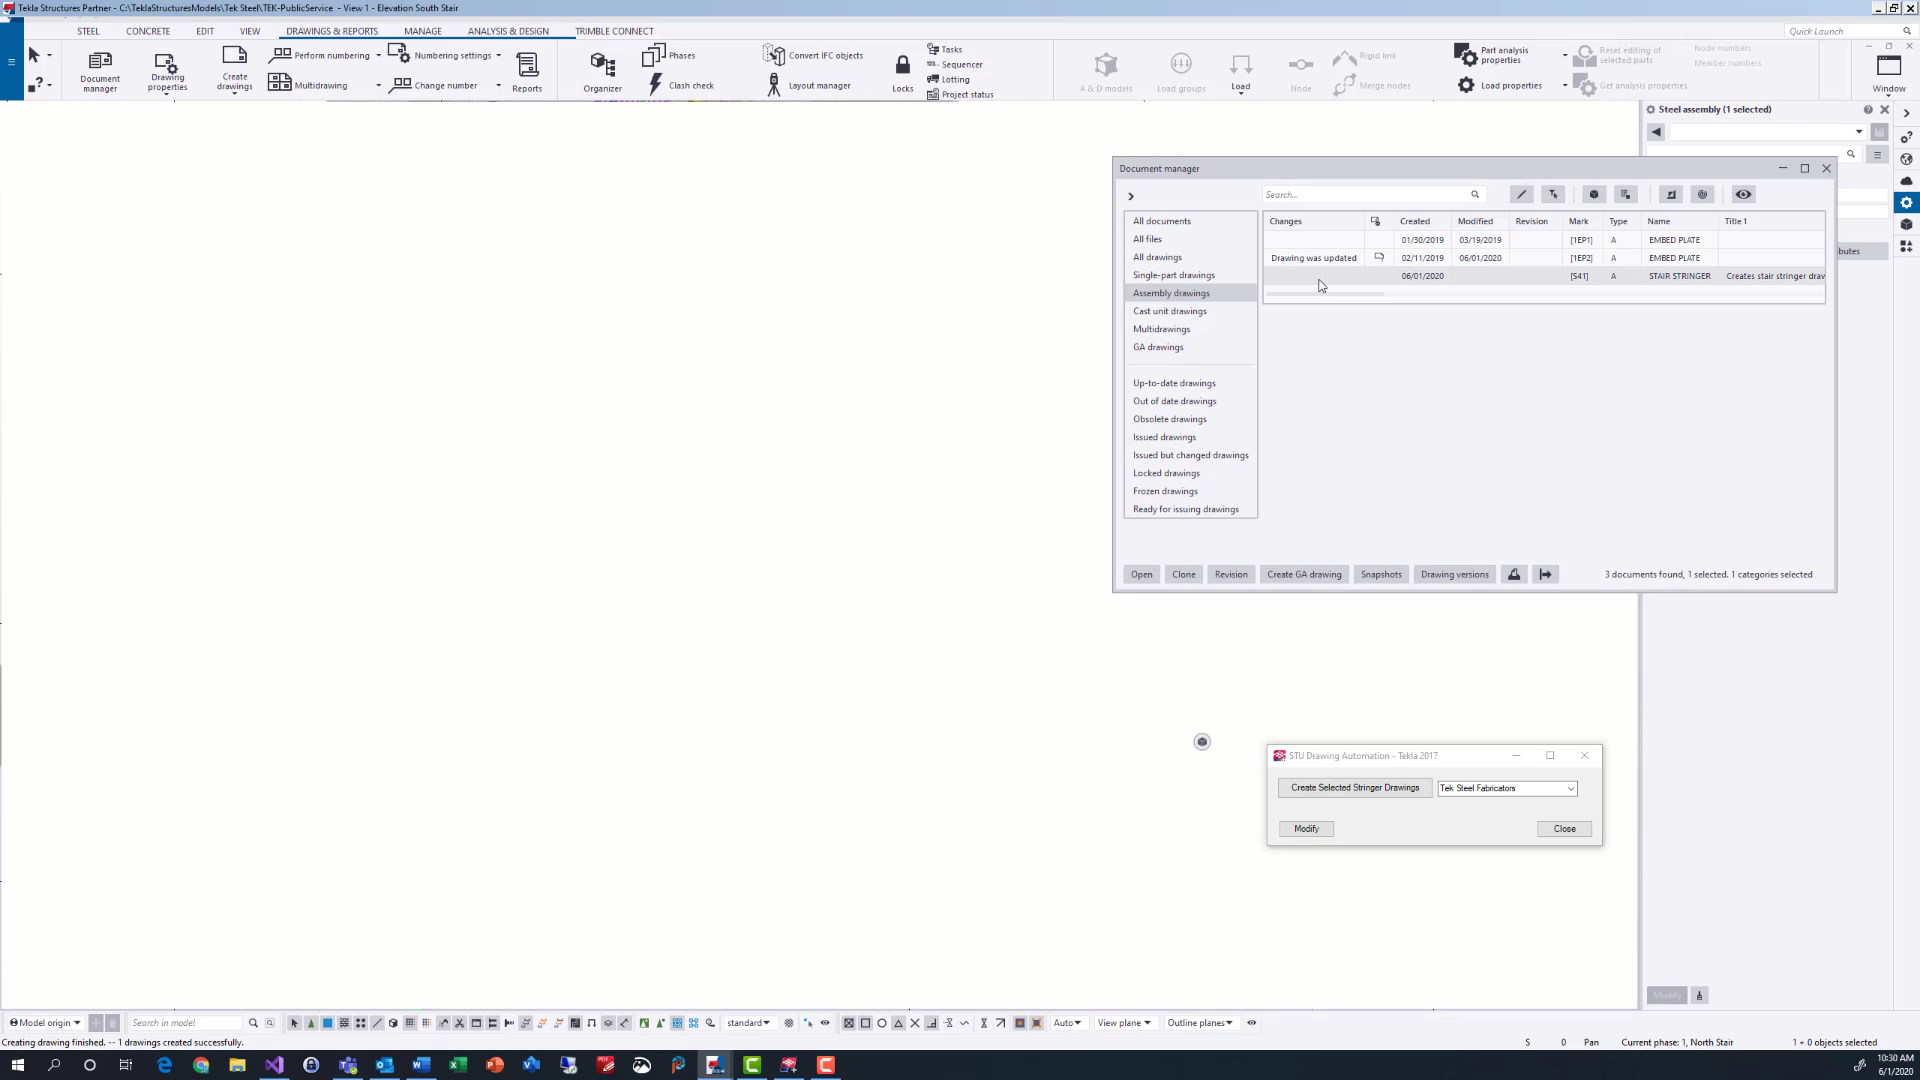 Tekla Structures Partner - C:\TeklaStructuresModels\Tek Steel\TEK-PublicService - View 1 - Elevation South Stair
STEEL CONCRETE EDIT VIEW DRAWINGS & REPORTS MANAGE ANALYSIS & DESIGN TRIMBLE CONNECT Quick Launch
Document manager
Drawing properties
Create drawings
Perform numbering
Multidrawing
Numbering settings
Change number
Reports
Organizer
Phases
Clash check
Convert IFC objects
Layout manager
Locks
Tasks
Sequencer
Lotting
Project status
A & D models
Load groups
Load
Node
Rigid link
Merge nodes
Part analysis properties
Load properties
Reset editing of selected parts
Get analysis properties
Node numbers
Member numbers
Window
Steel assembly (1 selected)
butes
Modify
Document manager
Search...
All documents
All files
All drawings
Single-part drawings
Assembly drawings
Cast unit drawings
Multidrawings
GA drawings
Up-to-date drawings
Out of date drawings
Obsolete drawings
Issued drawings
Issued but changed drawings
Locked drawings
Frozen drawings
Ready for issuing drawings
Changes Created Modified Revision Mark Type Name Title 1
01/30/2019 03/19/2019 [1EP1] A EMBED PLATE
Drawing was updated 02/11/2019 06/01/2020 [1EP2] A EMBED PLATE
06/01/2020 [S41] A STAIR STRINGER Creates stair stringer draw
Open Clone Revision Create GA drawing Snapshots Drawing versions 3 documents found, 1 selected. 1 categories selected
STU Drawing Automation - Tekla 2017
Create Selected Stringer Drawings Tek Steel Fabricators
Modify Close
Model origin Search in model standard Auto View plane Outline planes
Creating drawing finished. -- 1 drawings created successfully. S 0 Pan Current phase: 1, North Stair 1 + 0 objects selected
10:30 AM
6/1/2020